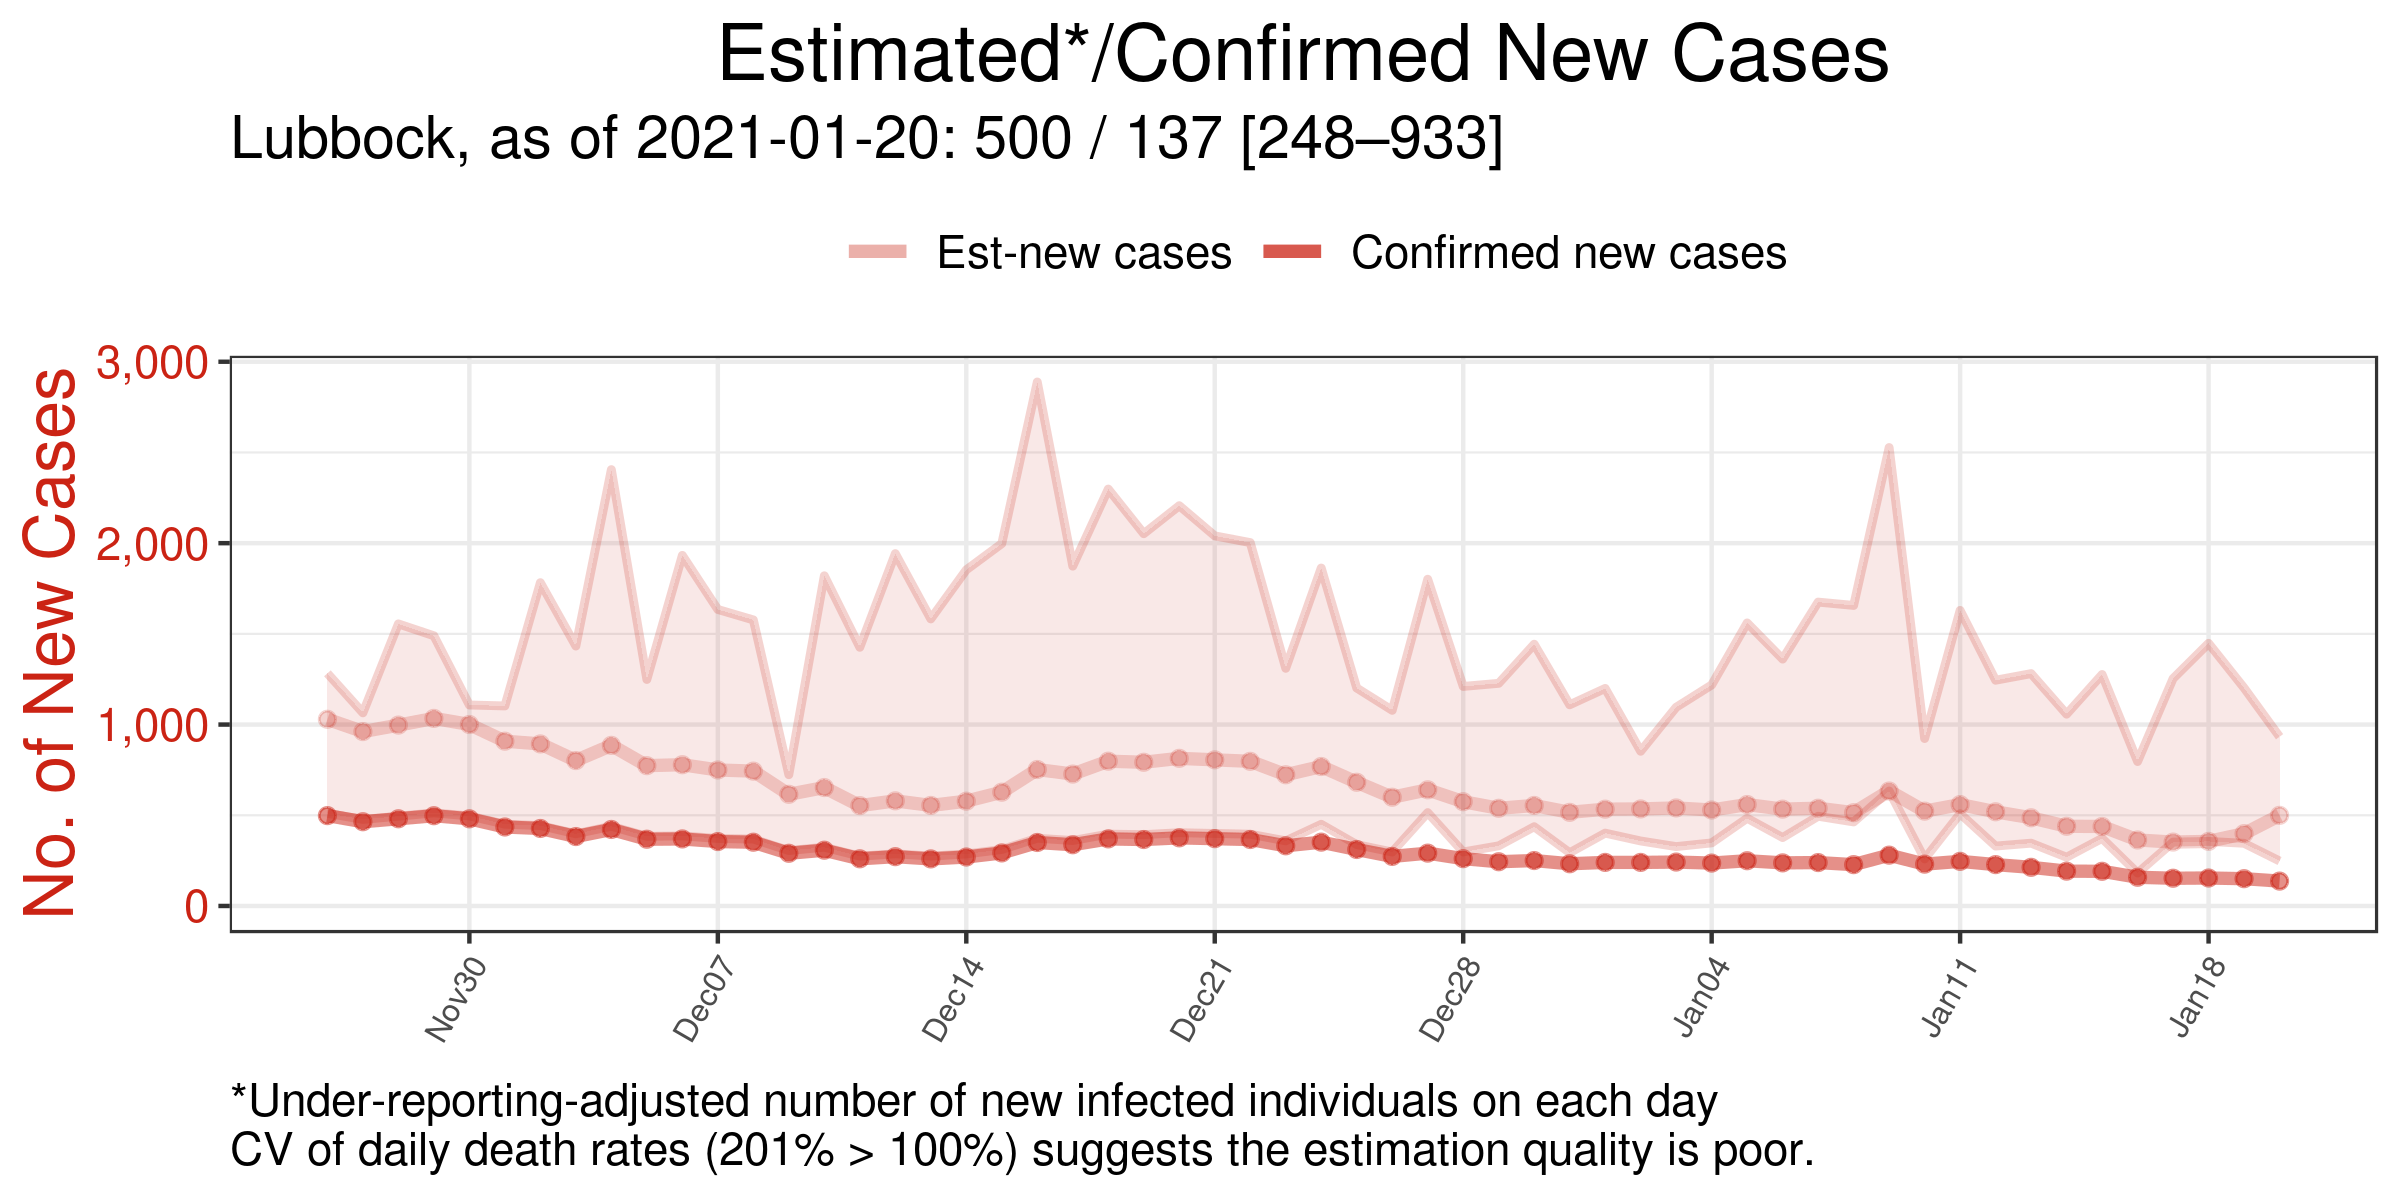 Estimated*/Confirmed New Cases
Lubbock, as of 2021-01-20: 500 / 137 [248–933]
Est-new cases
Confirmed new cases
No. of New Cases
3,000
2,000
1,000
0
Nov30
Dec07
Dec14
Dec21
Dec28
Jan04
Jan11
Jan18
*Under-reporting-adjusted number of new infected individuals on each day
CV of daily death rates (201% > 100%) suggests the estimation quality is poor.